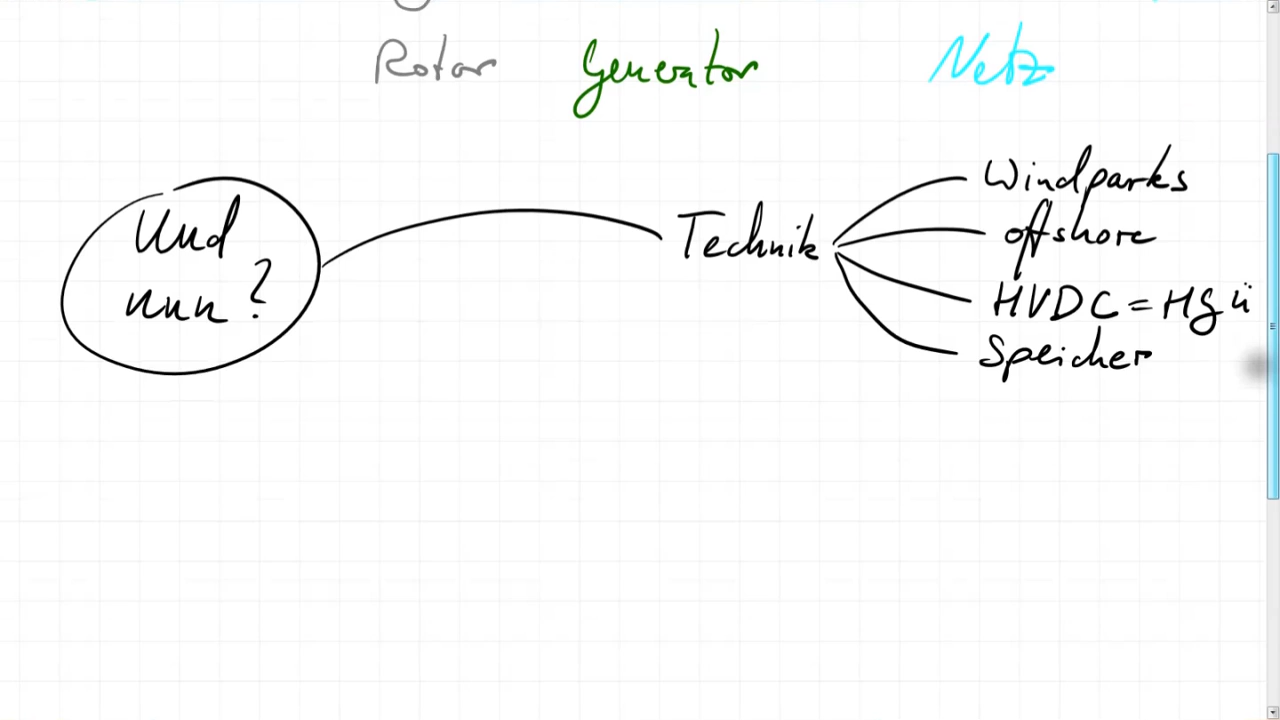 Rotor Generator Netz
Und
nun?
Technik
Windparks
offshore
HVDC = HGÜ
Speicher